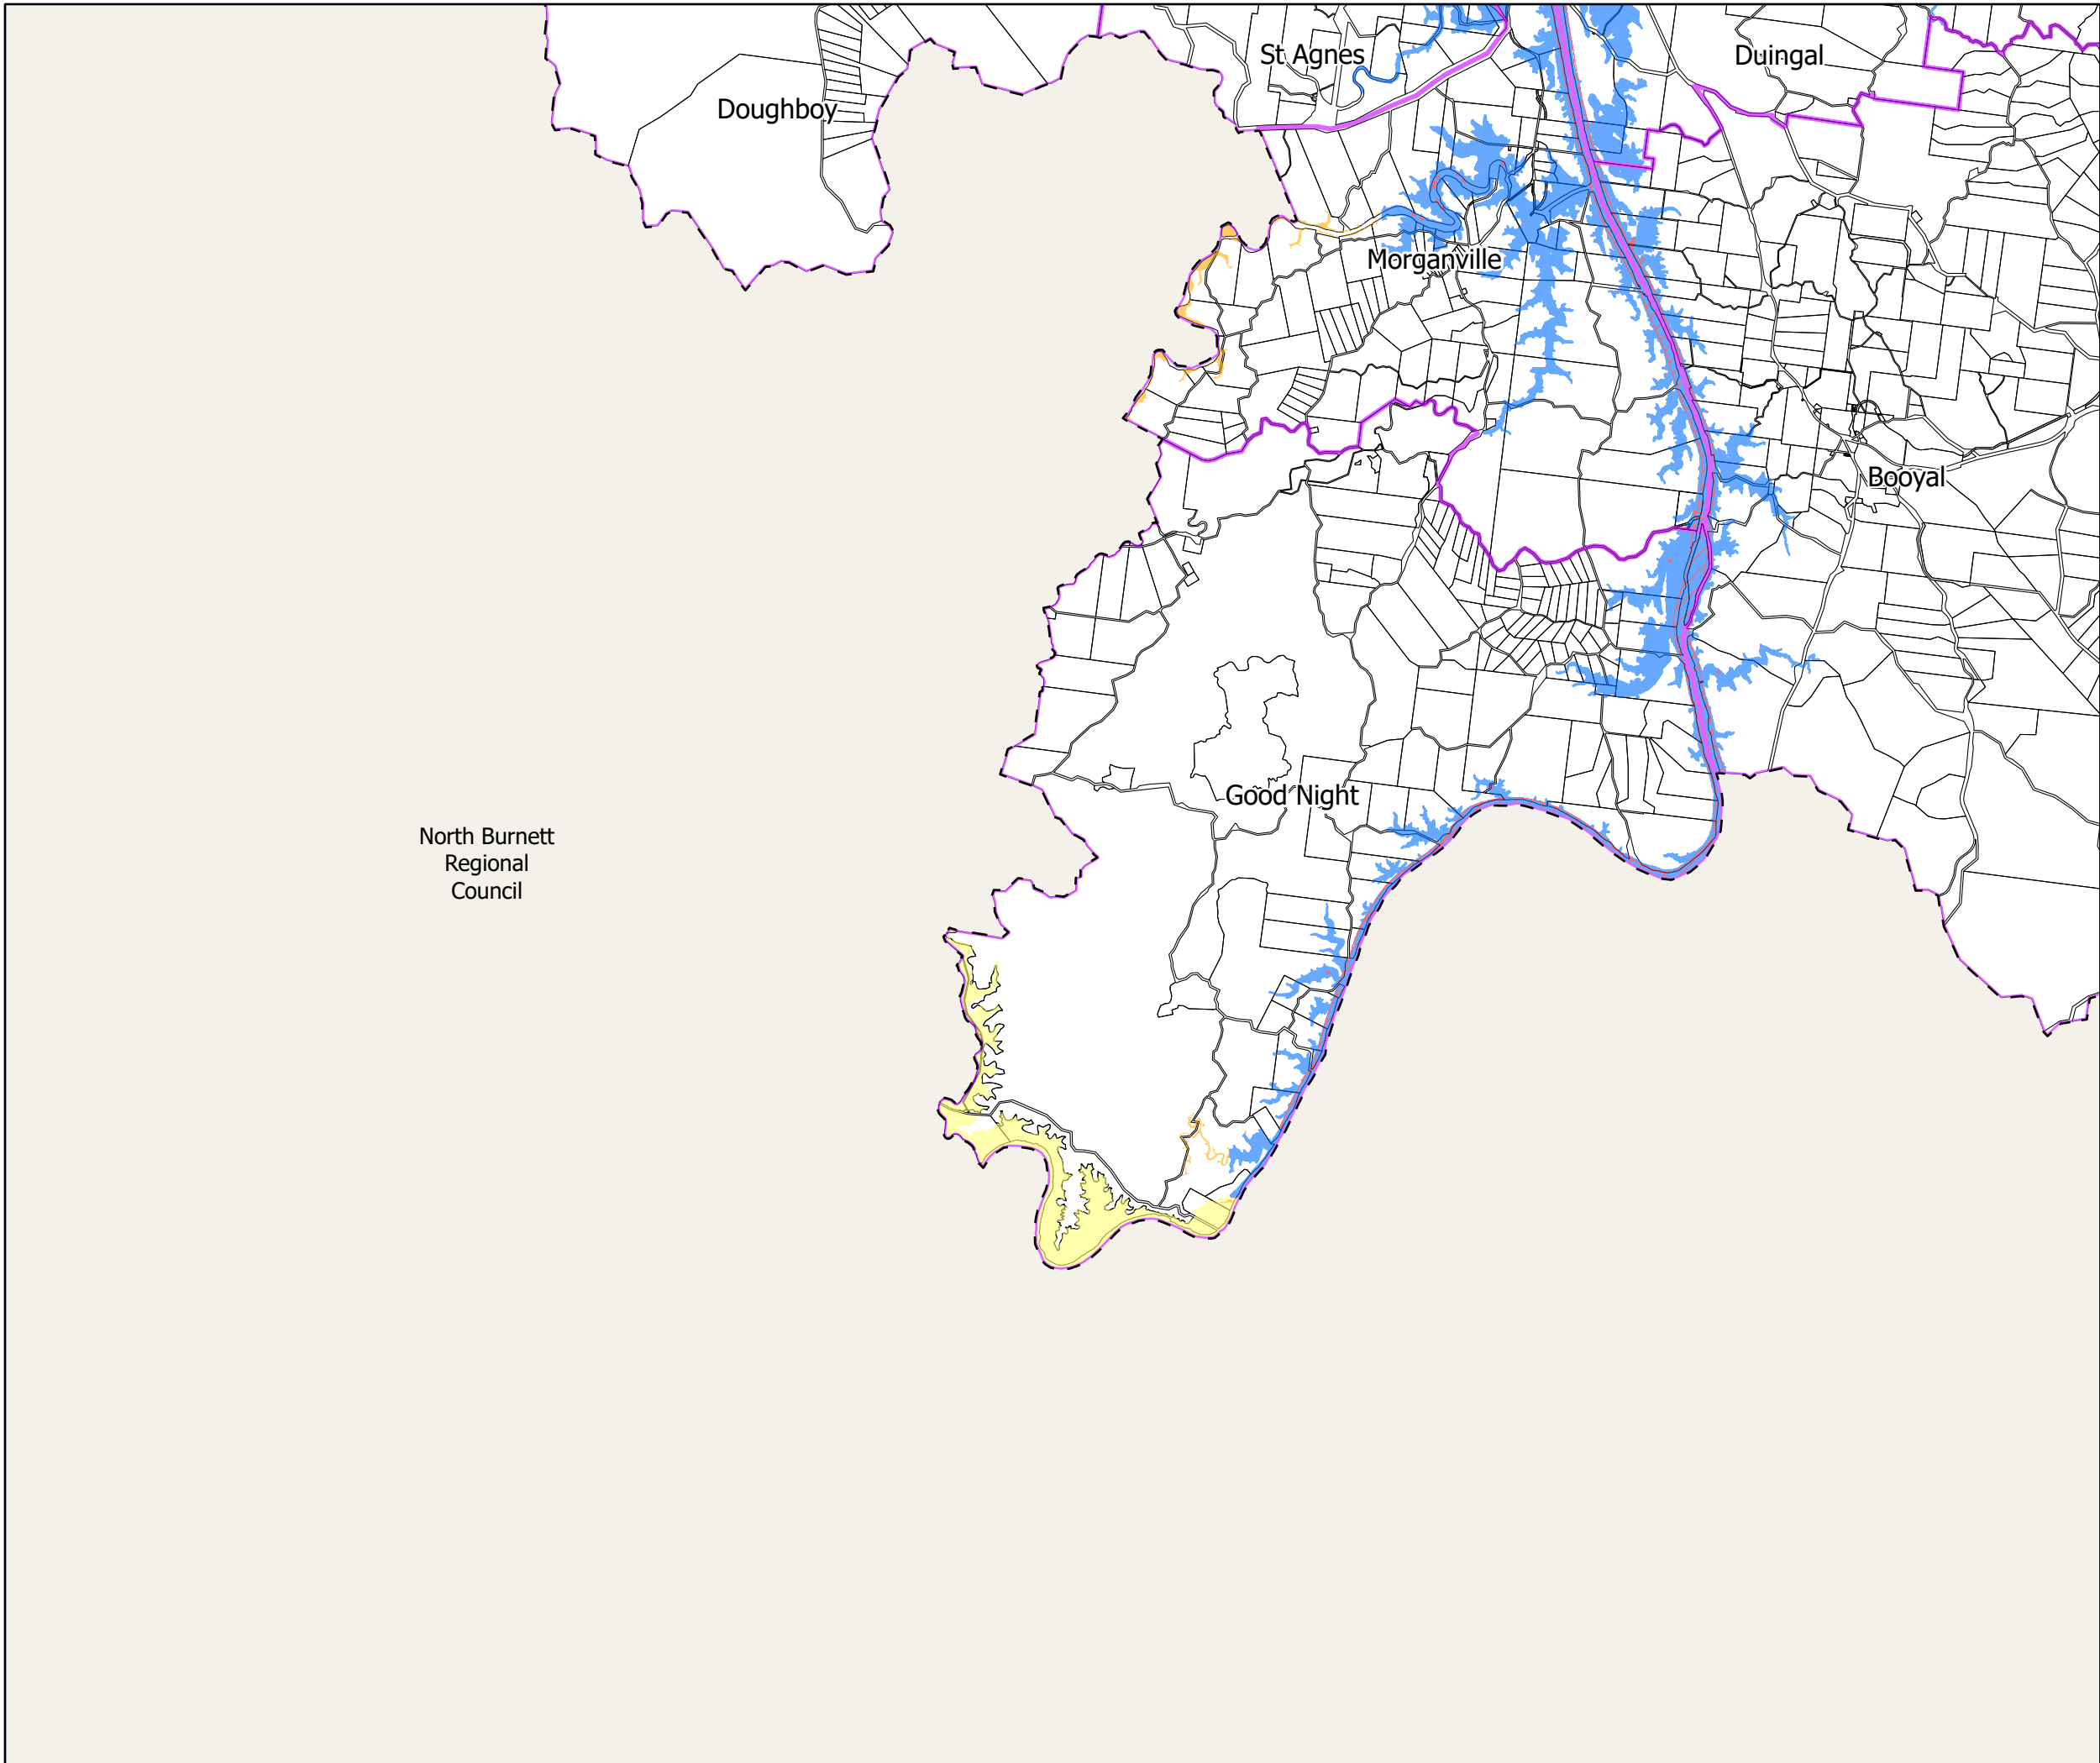 St Agnes
Duingal
Doughboy
Morganville
Booyal
Good Night
North Burnett
Regional
Council